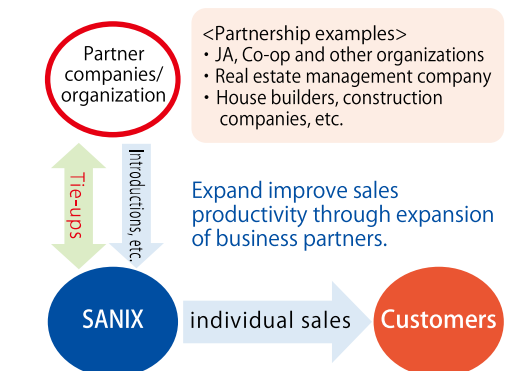 Partner
companies/
organization
<Partnership examples>
・JA, Co-op and other organizations
・Real estate management company
・House builders, construction
companies, etc.
Tie-ups
Introductions, etc.
Expand improve sales
productivity through expansion
of business partners.
SANIX
individual sales
Customers